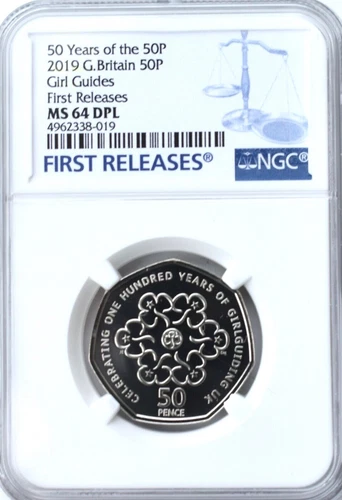 50 Years of the 50P
2019 G.Britain 50P
Girl Guides
First Releases
MS 64 DPL
4962338-019
FIRST RELEASES®
NGC®
CELEBRATING ONE HUNDRED YEARS OF GIRLGUIDING UK
50
PENCE